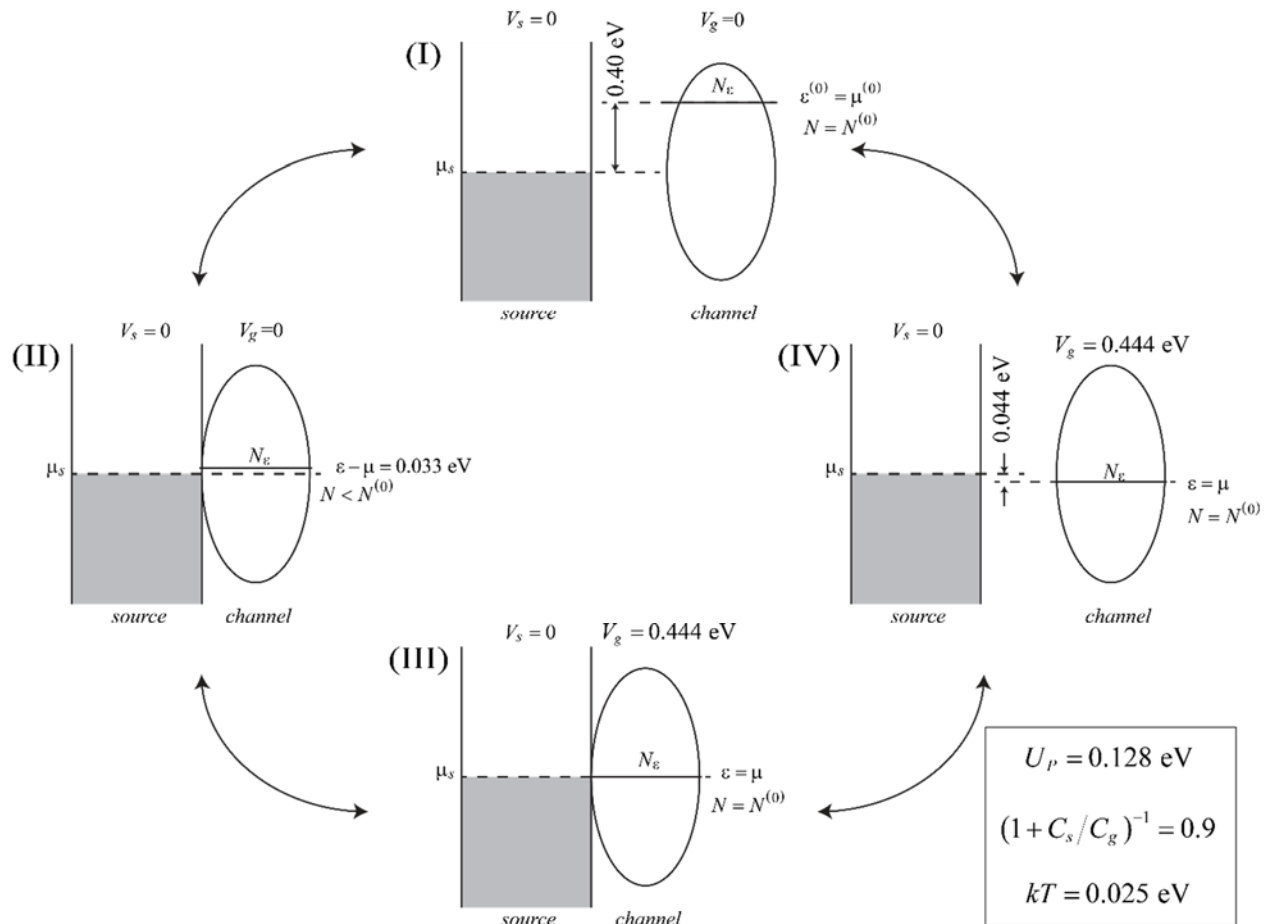 V_s = 0
V_g=0
(I)
0.40 eV
N_ε
ε^(0) = μ^(0)
N = N^(0)
μ_s
source
channel
V_s = 0
V_g=0
(II)
N_ε
μ_s
ε–μ = 0.033 eV
N < N^(0)
source
channel
V_s = 0
V_g = 0.444 eV
(IV)
0.044 eV
μ_s
N_ε
ε = μ
N = N^(0)
source
channel
V_s = 0
V_g = 0.444 eV
(III)
N_ε
μ_s
ε = μ
N = N^(0)
source
channel
U_P = 0.128 eV
(1 + C_s/C_g)^−1 = 0.9
kT = 0.025 eV